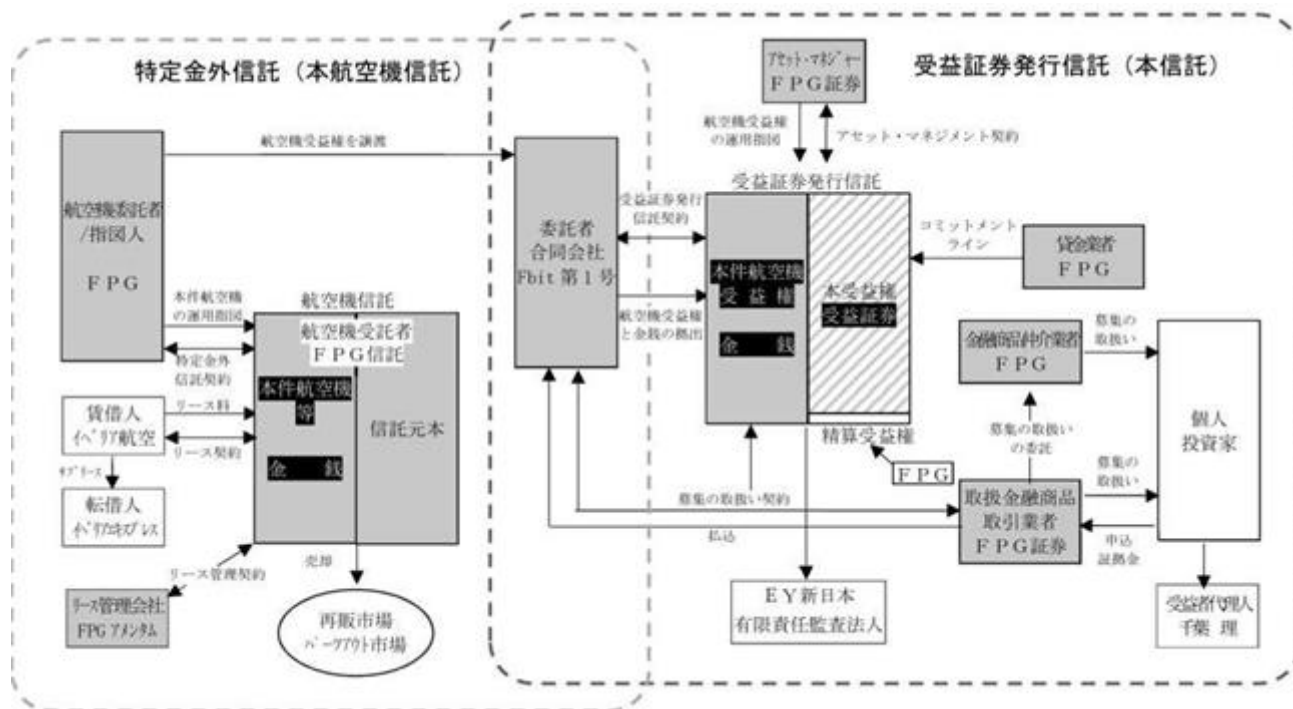 特定金外信託（本航空機信託）
受益証券発行信託（本信託）
アセット・マネジャー
ＦＰＧ証券
航空機受益権
の運用指図
アセット・マネジメント契約
航空機受益権を譲渡
航空機委託者
/指図人
ＦＰＧ
委託者
合同会社
Fbit 第１号
受益証券発行
信託契約
航空機受益権
と金銭の拠出
受益証券発行信託
本件航空機
受益権
金銭
本受益権
受益証券
精算受益権
ＦＰＧ
コミットメント
ライン
貸金業者
ＦＰＧ
本件航空機
の運用指図
特定金外
信託契約
航空機信託
航空機受託者
ＦＰＧ信託
本件航空機
等
金銭
信託元本
賃借人
イベリア航空
リース料
リース契約
サブリース
転借人
イベリアエキスプレス
リース管理契約
リース管理会社
FPG アメンタム
売却
再販市場
パーツアウト市場
金融商品仲介業者
ＦＰＧ
募集の
取扱い
募集の取扱い
の委託
個人
投資家
取扱金融商品
取引業者
ＦＰＧ証券
募集の
取扱い
申込
証拠金
募集の取扱い契約
払込
ＥＹ新日本
有限責任監査法人
受益者代理人
千葉 理